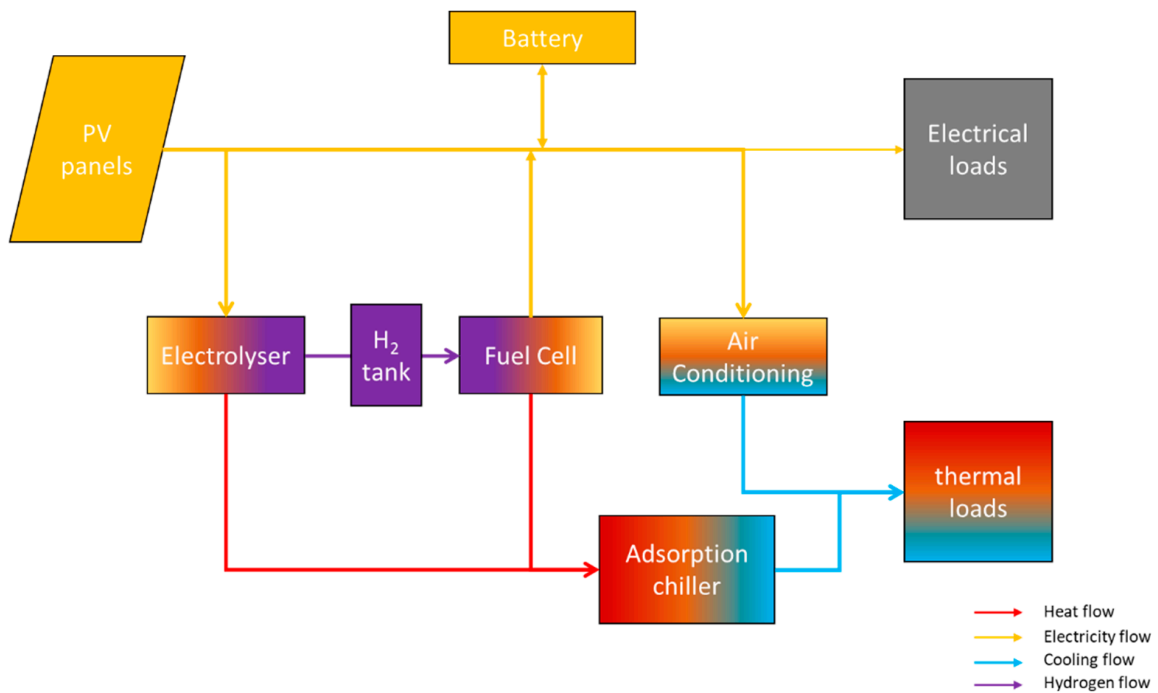 Battery
PV
panels
Electrical
loads
Electrolyser
H₂
tank
Fuel Cell
Air
Conditioning
thermal
loads
Adsorption
chiller
Heat flow
Electricity flow
Cooling flow
Hydrogen flow